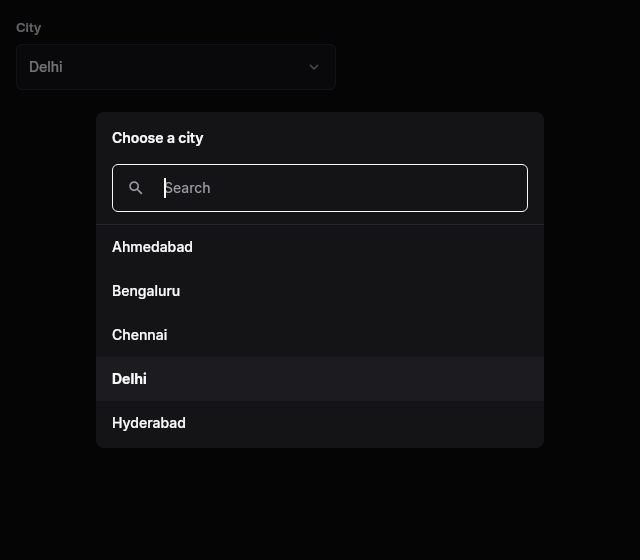 City
Delhi
Choose a city
Search
Ahmedabad
Bengaluru
Chennai
Delhi
Hyderabad